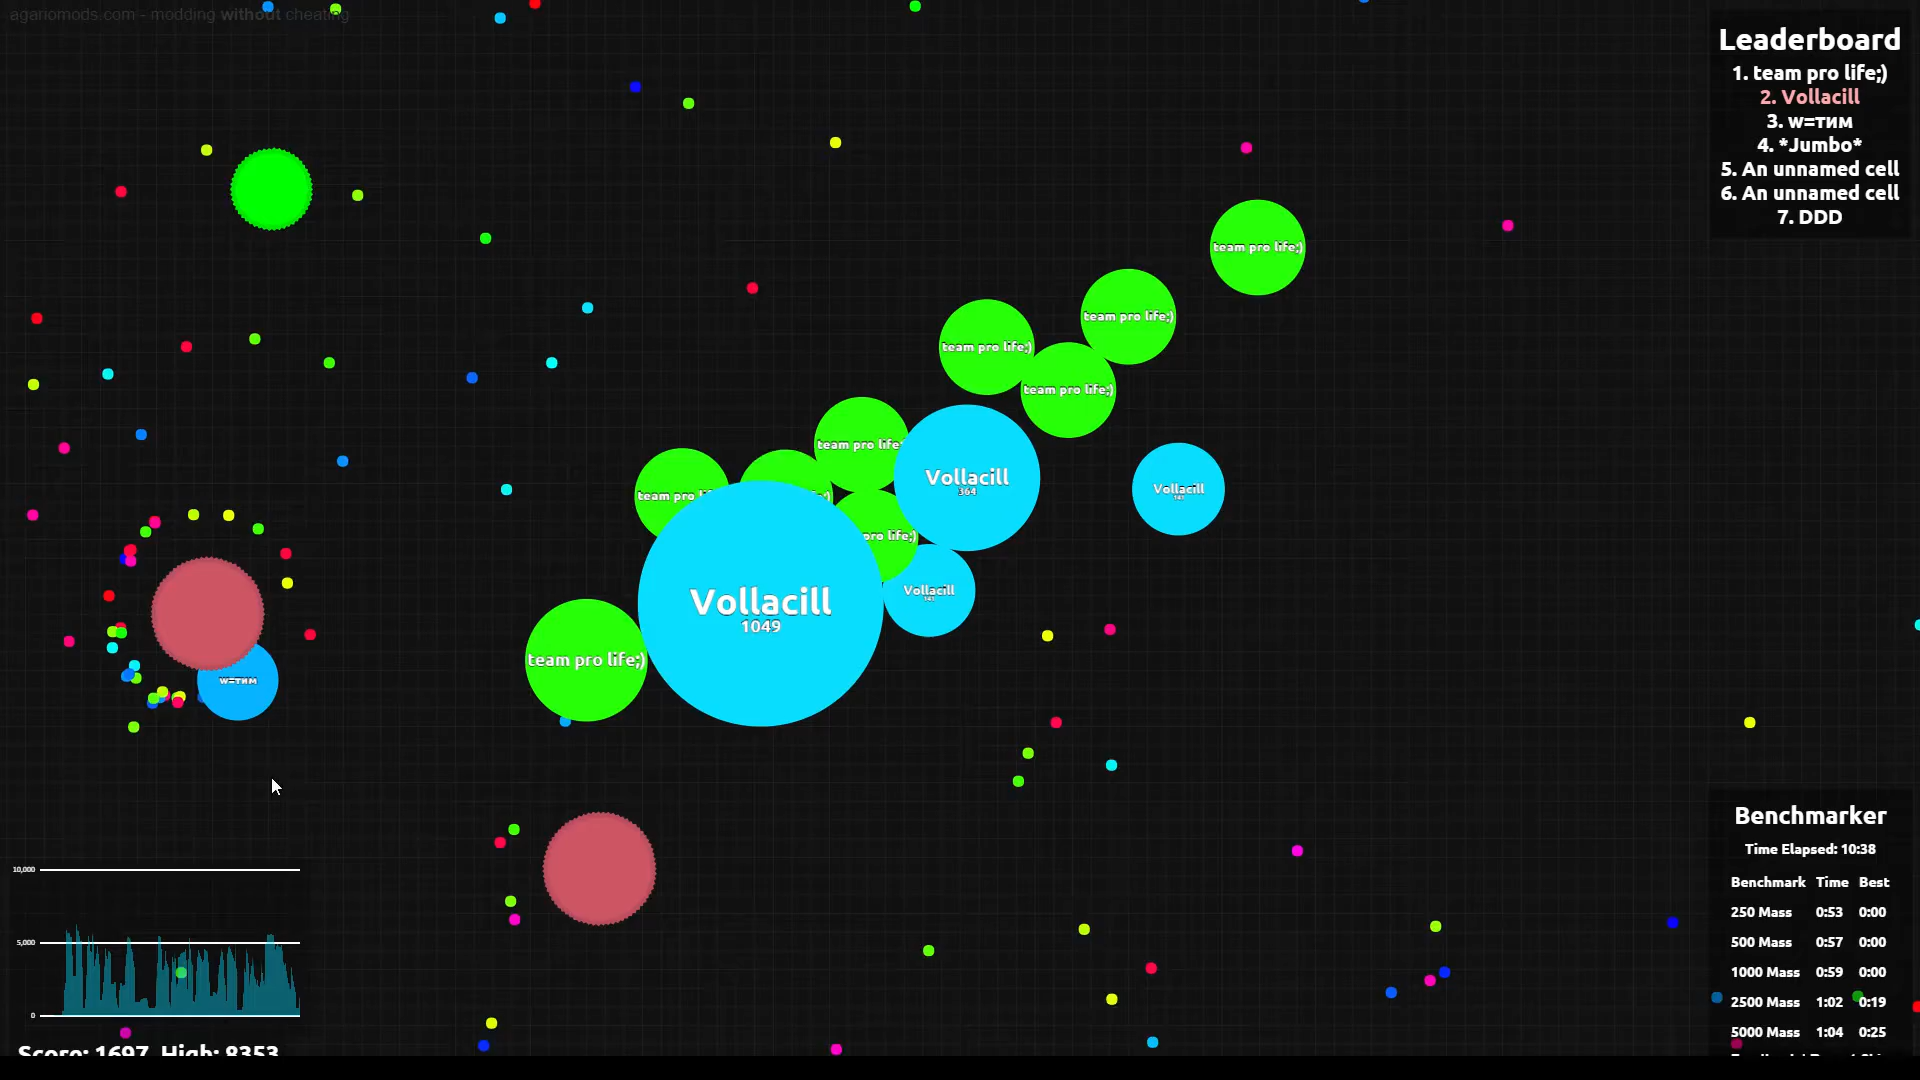 agariomods.com - modding without cheating
Leaderboard
1. team pro life;)
2. Vollacill
3. w=тим
4. *Jumbo*
5. An unnamed cell
6. An unnamed cell
7. DDD
team pro life;)
team pro life;)
team pro life;)
team pro life;)
team pro life
Vollacill
364
Vollacill
141
team pro
;)
pro life;)
Vollacill
141
Vollacill
1049
team pro life;)
w=тим
10,000
5,000
0
Score: 1697 High: 8353
Benchmarker
Time Elapsed: 10:38
Benchmark Time Best
250 Mass 0:53 0:00
500 Mass 0:57 0:00
1000 Mass 0:59 0:00
2500 Mass 1:02 0:19
5000 Mass 1:04 0:25